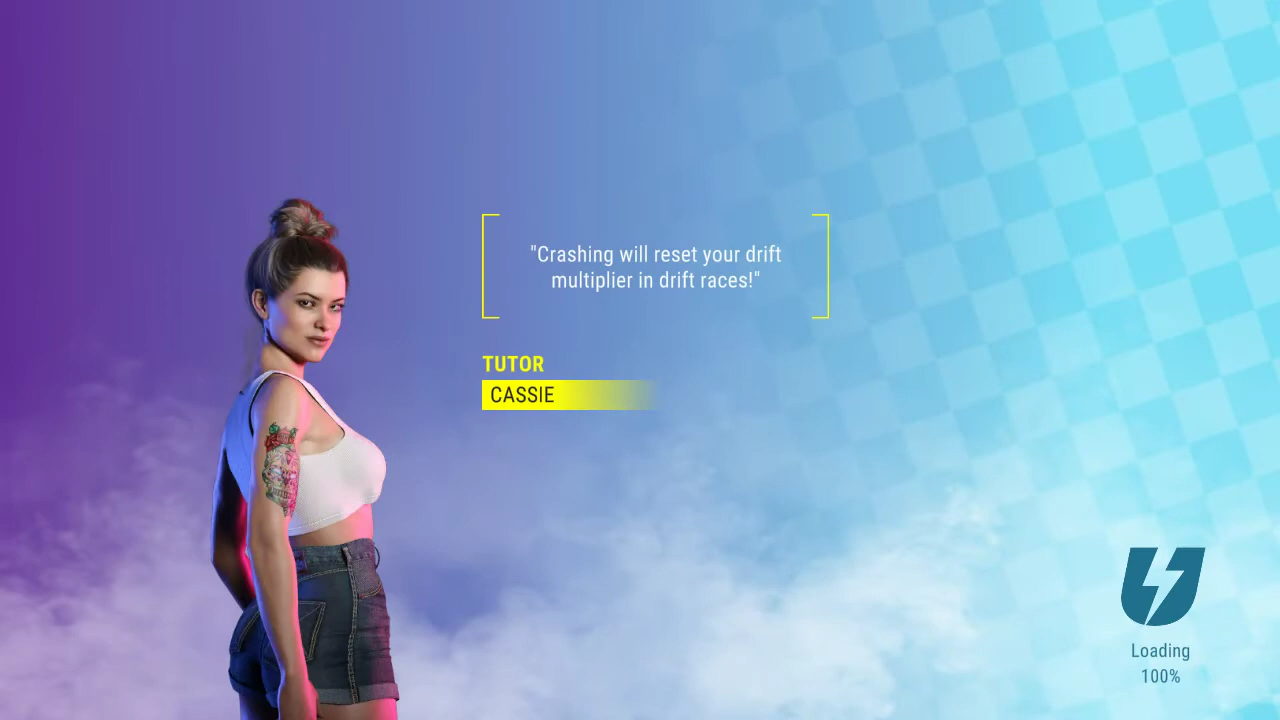 "Crashing will reset your drift
multiplier in drift races!"
TUTOR
CASSIE
Loading
100%